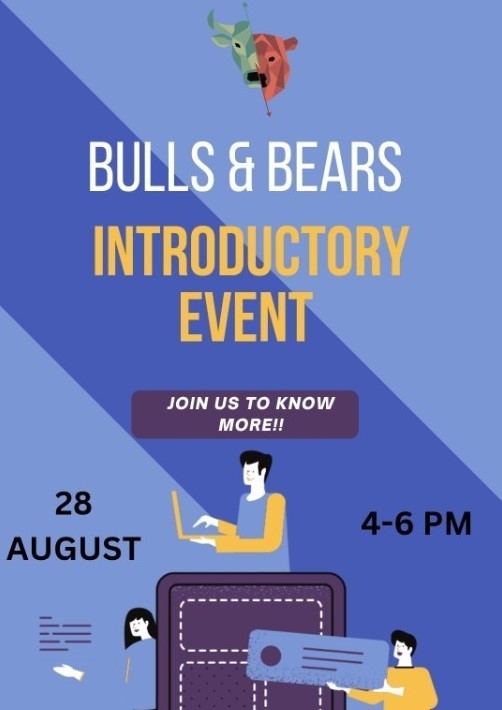 BULLS & BEARS
INTRODUCTORY
EVENT
JOIN US TO KNOW
MORE!!
28
AUGUST
4-6 PM